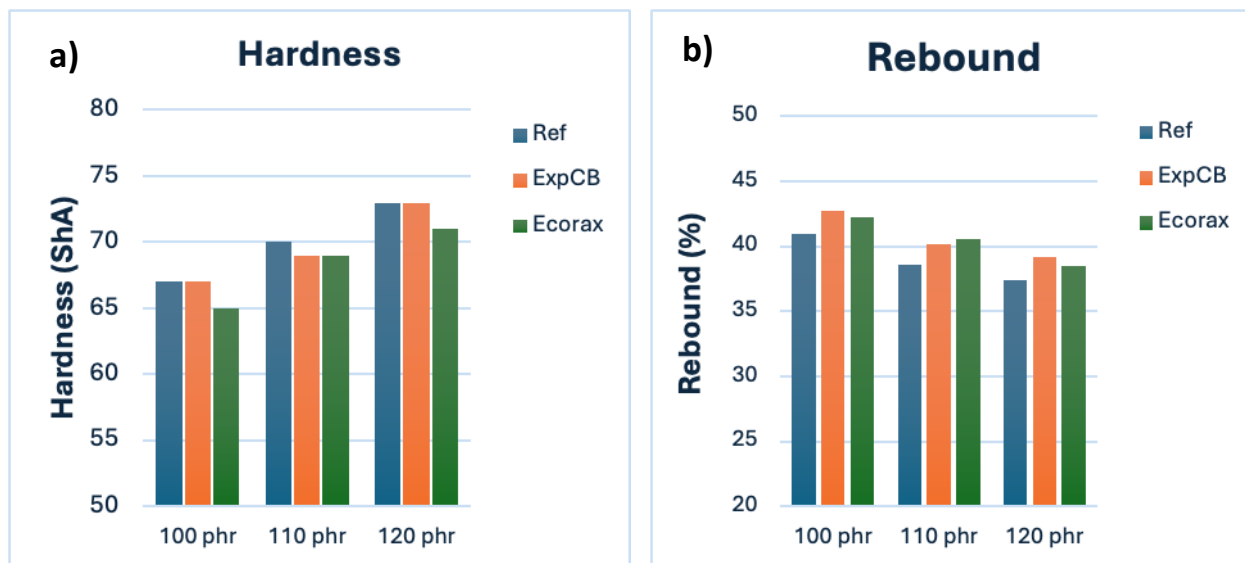 a)
Hardness
Hardness (ShA)
80
75
70
65
60
55
50
100 phr 110 phr 120 phr
Ref
ExpCB
Ecorax
b)
Rebound
Rebound (%)
50
45
40
35
30
25
20
100 phr 110 phr 120 phr
Ref
ExpCB
Ecorax